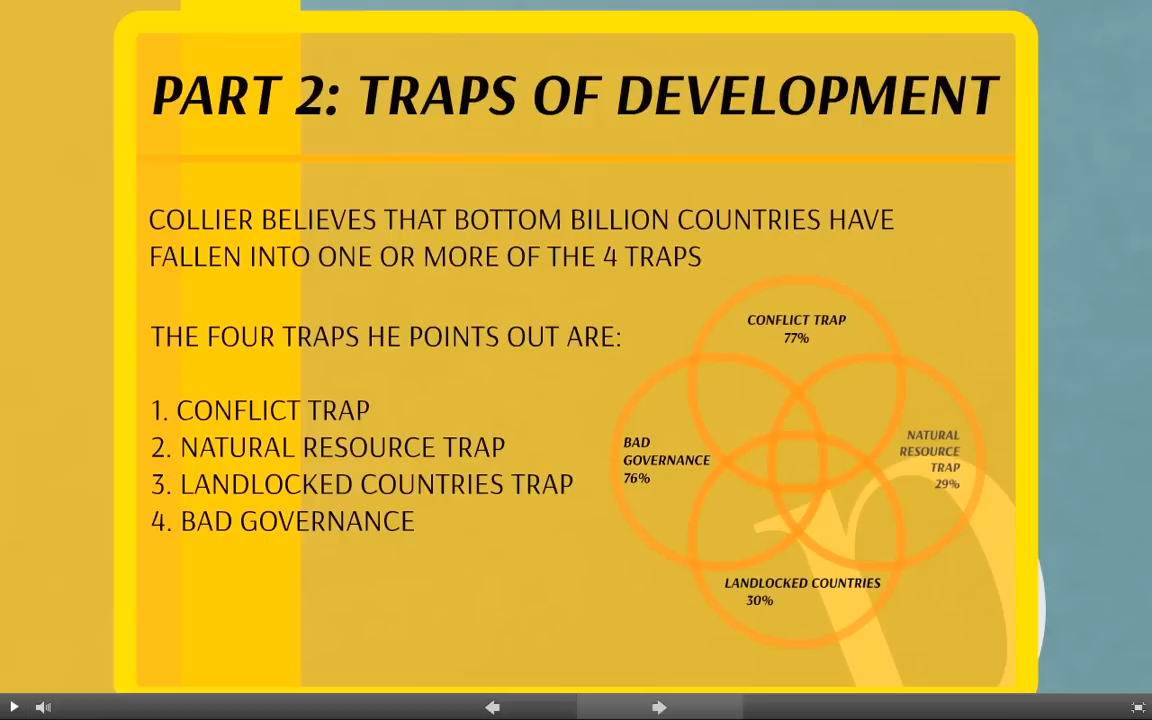 PART 2: TRAPS OF DEVELOPMENT
COLLIER BELIEVES THAT BOTTOM BILLION COUNTRIES HAVE
FALLEN INTO ONE OR MORE OF THE 4 TRAPS
THE FOUR TRAPS HE POINTS OUT ARE:
1. CONFLICT TRAP
2. NATURAL RESOURCE TRAP
3. LANDLOCKED COUNTRIES TRAP
4. BAD GOVERNANCE
CONFLICT TRAP
77%
BAD
GOVERNANCE
76%
NATURAL
RESOURCE
TRAP
29%
LANDLOCKED COUNTRIES
30%